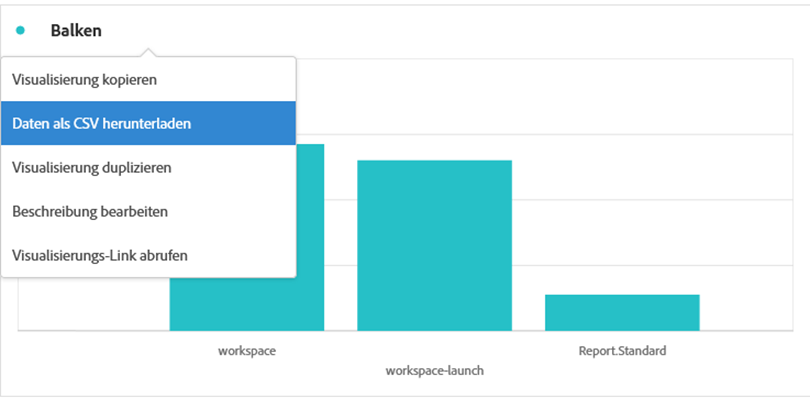 Balken
Visualisierung kopieren
Daten als CSV herunterladen
Visualisierung duplizieren
Beschreibung bearbeiten
Visualisierungs-Link abrufen
workspace
workspace-launch
Report.Standard